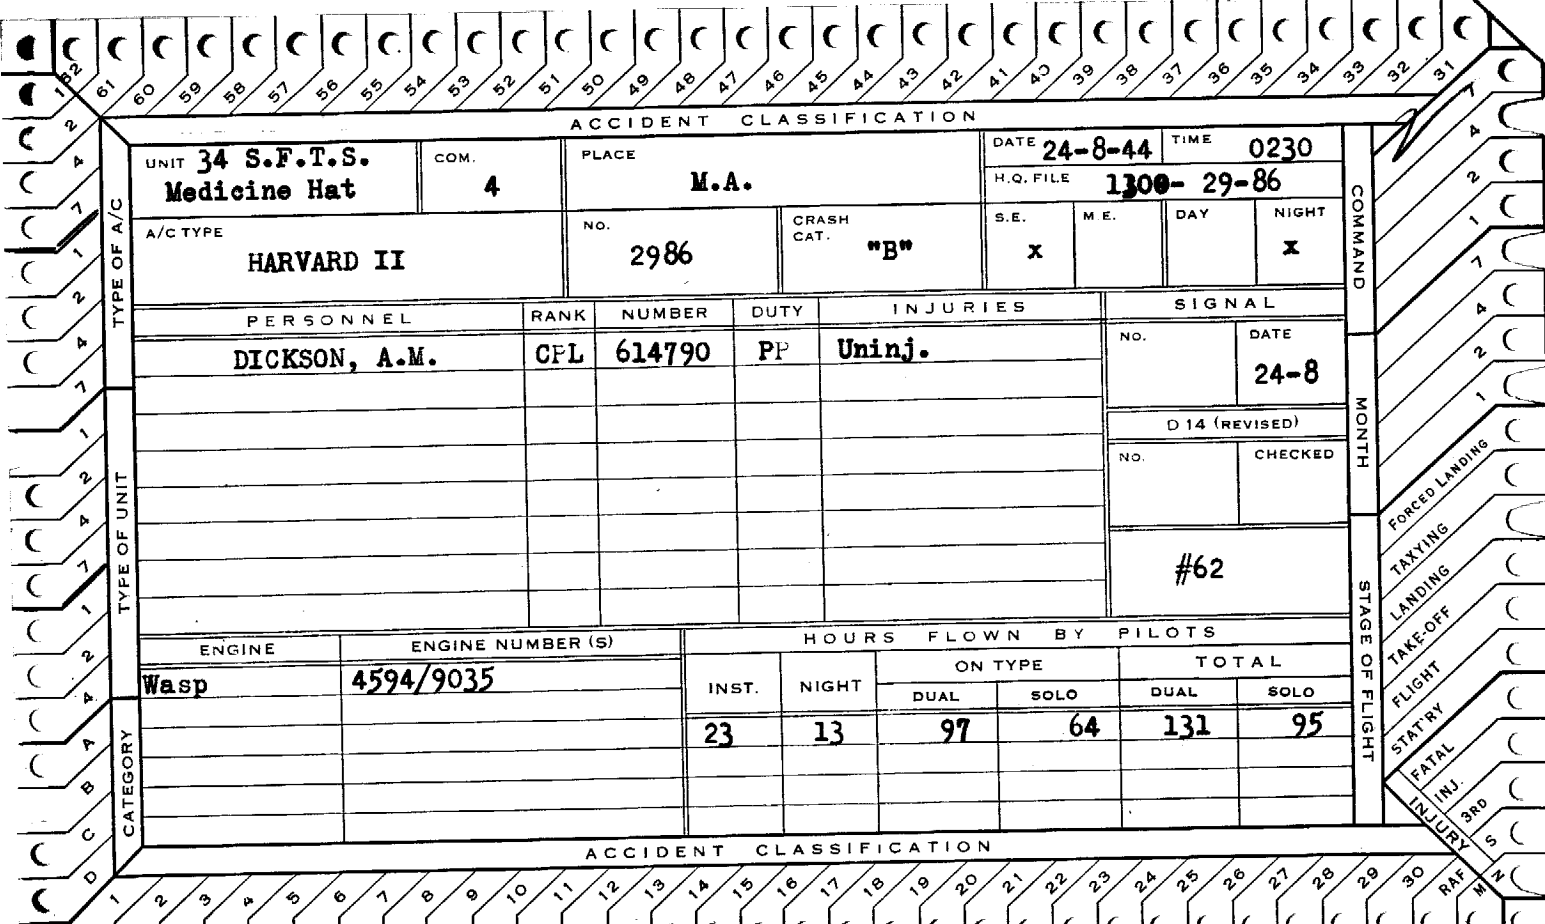 62 61 60 59 58 57 56 55 54 53 52 51 50 49 48 47 46 45 44 43 42 41 40 39 38 37 36 35 34 33 32 31
ACCIDENT CLASSIFICATION
UNIT 34 S.F.T.S.
Medicine Hat
COM.
4
PLACE
M.A.
DATE 24-8-44
TIME 0230
H.Q. FILE 1300- 29-86
A/C TYPE
HARVARD II
NO.
2986
CRASH
CAT.
"B"
S.E.
X
M.E.
DAY
NIGHT
X
PERSONNEL RANK NUMBER DUTY INJURIES
DICKSON, A.M. CPL 614790 PP Uninj.
SIGNAL
NO.
DATE
24-8
D 14 (REVISED)
NO.
CHECKED
#62
ENGINE ENGINE NUMBER (S)
Wasp 4594/9035
HOURS FLOWN BY PILOTS
INST. NIGHT
ON TYPE
TOTAL
DUAL SOLO DUAL SOLO
23 13 97 64 131 95
ACCIDENT CLASSIFICATION
TYPE OF A/C
TYPE OF UNIT
CATEGORY
1
2
4
7
1
2
4
7
1
2
4
7
1
2
4
A
B
C
D
COMMAND
MONTH
STAGE OF FLIGHT
7
4
2
1
7
4
2
1
FORCED LANDING
TAXYING
LANDING
TAKE-OFF
FLIGHT
STAT'RY
FATAL
INJ.
3RD
S
N
M
INJURY
1 2 3 4 5 6 7 8 9 10 11 12 13 14 15 16 17 18 19 20 21 22 23 24 25 26 27 28 29 30 RAF